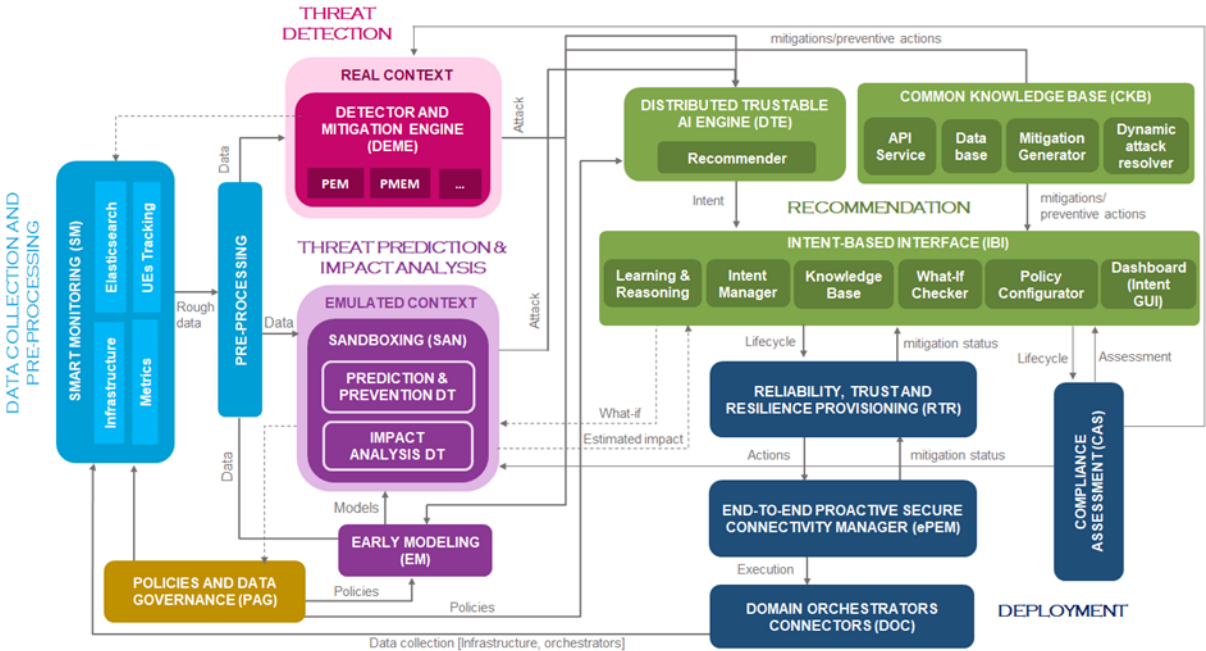 THREAT
DETECTION
REAL CONTEXT
DETECTOR AND
MITIGATION ENGINE
(DEME)
PEM
PMEM
...
Attack
Data
mitigations/preventive actions
DISTRIBUTED TRUSTABLE
AI ENGINE (DTE)
Recommender
COMMON KNOWLEDGE BASE (CKB)
API
Service
Data
base
Mitigation
Generator
Dynamic
attack
resolver
Intent
mitigations/
preventive actions
RECOMMENDATION
DATA COLLECTION AND
PRE-PROCESSING
SMART MONITORING (SM)
Elasticsearch
UEs Tracking
Infrastructure
Metrics
Rough
data
PRE-PROCESSING
Data
Data
THREAT PREDICTION &
IMPACT ANALYSIS
EMULATED CONTEXT
SANDBOXING (SAN)
PREDICTION &
PREVENTION DT
IMPACT
ANALYSIS DT
Attack
INTENT-BASED INTERFACE (IBI)
Learning &
Reasoning
Intent
Manager
Knowledge
Base
What-If
Checker
Policy
Configurator
Dashboard
(Intent
GUI)
Lifecycle
mitigation status
Lifecycle
Assessment
What-if
Estimated impact
RELIABILITY, TRUST AND
RESILIENCE PROVISIONING (RTR)
Actions
mitigation status
COMPLIANCE
ASSESSMENT (CAS)
Models
EARLY MODELING
(EM)
END-TO-END PROACTIVE SECURE
CONNECTIVITY MANAGER (ePEM)
Execution
POLICIES AND DATA
GOVERNANCE (PAG)
Policies
Policies
DOMAIN ORCHESTRATORS
CONNECTORS (DOC)
DEPLOYMENT
Data collection [Infrastructure, orchestrators]